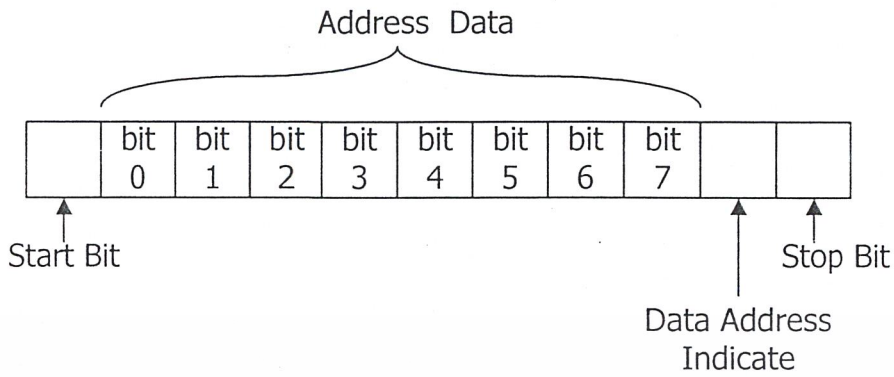 Address Data
bit bit bit bit bit bit bit bit
0 1 2 3 4 5 6 7
Start Bit
Stop Bit
Data Address
Indicate